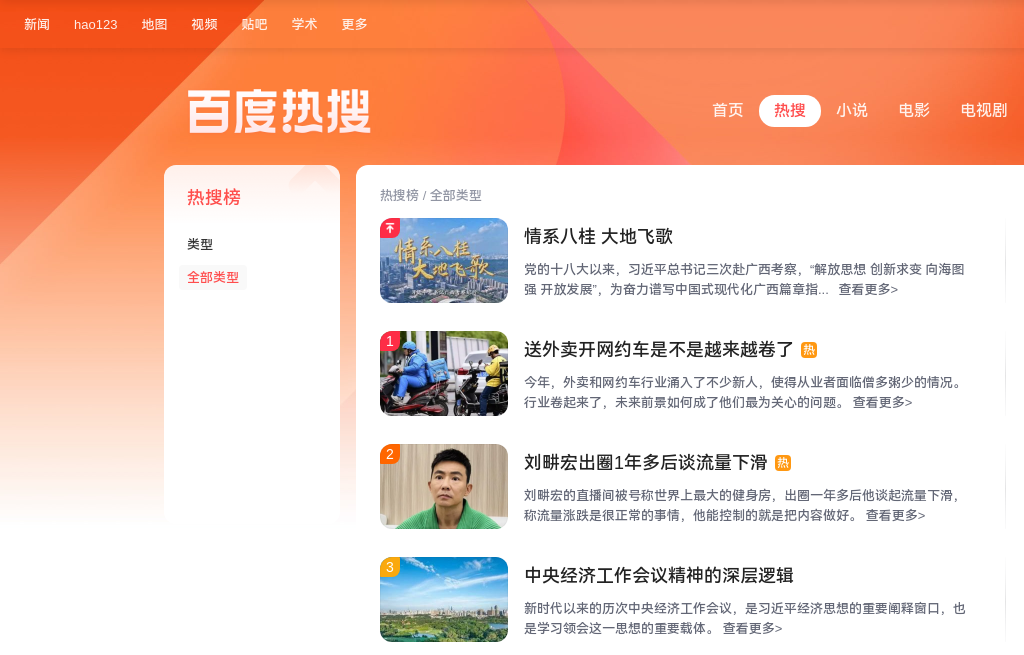 新闻 hao123 地图 视频 贴吧 学术 更多
百度热搜
首页 热搜 小说 电影 电视剧
热搜榜
类型
全部类型
热搜榜 / 全部类型
情系八桂
大地飞歌
情系八桂 大地飞歌
党的十八大以来，习近平总书记三次赴广西考察，“解放思想 创新求变 向海图
强 开放发展”，为奋力谱写中国式现代化广西篇章指... 查看更多>
1
送外卖开网约车是不是越来越卷了 热
今年，外卖和网约车行业涌入了不少新人，使得从业者面临僧多粥少的情况。
行业卷起来了，未来前景如何成了他们最为关心的问题。 查看更多>
2
刘畊宏出圈1年多后谈流量下滑 热
刘畊宏的直播间被号称世界上最大的健身房，出圈一年多后他谈起流量下滑，
称流量涨跌是很正常的事情，他能控制的就是把内容做好。 查看更多>
3
中央经济工作会议精神的深层逻辑
新时代以来的历次中央经济工作会议，是习近平经济思想的重要阐释窗口，也
是学习领会这一思想的重要载体。 查看更多>